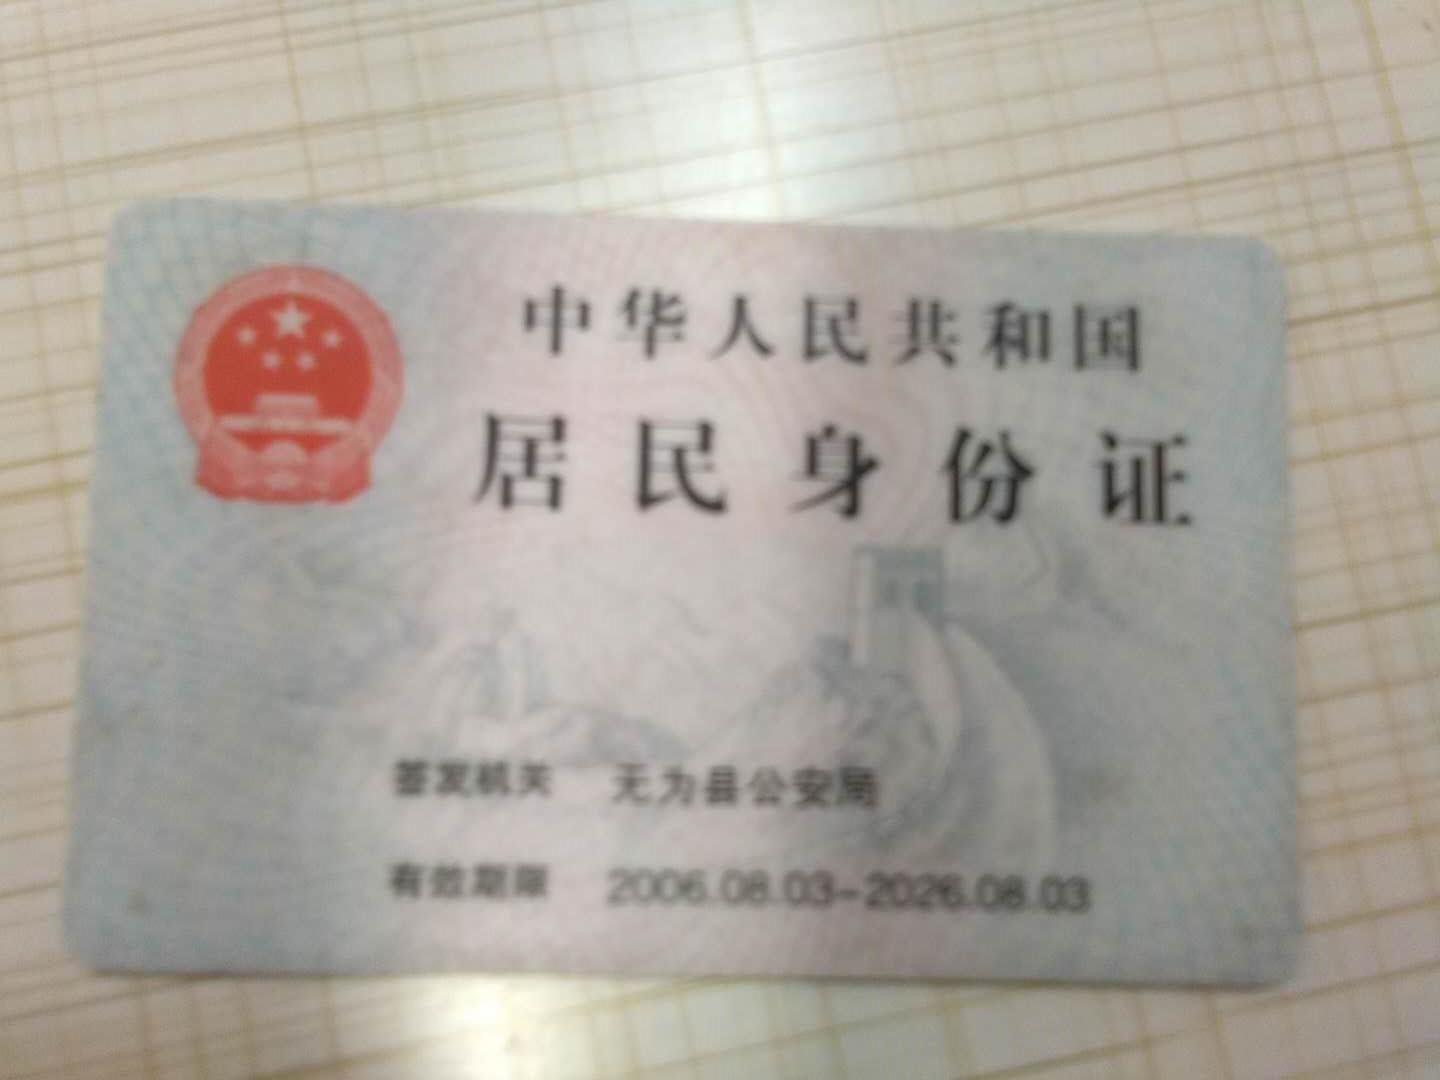 中华人民共和国
居民身份证
签发机关 无为县公安局
有效期限 2006.08.03-2026.08.03